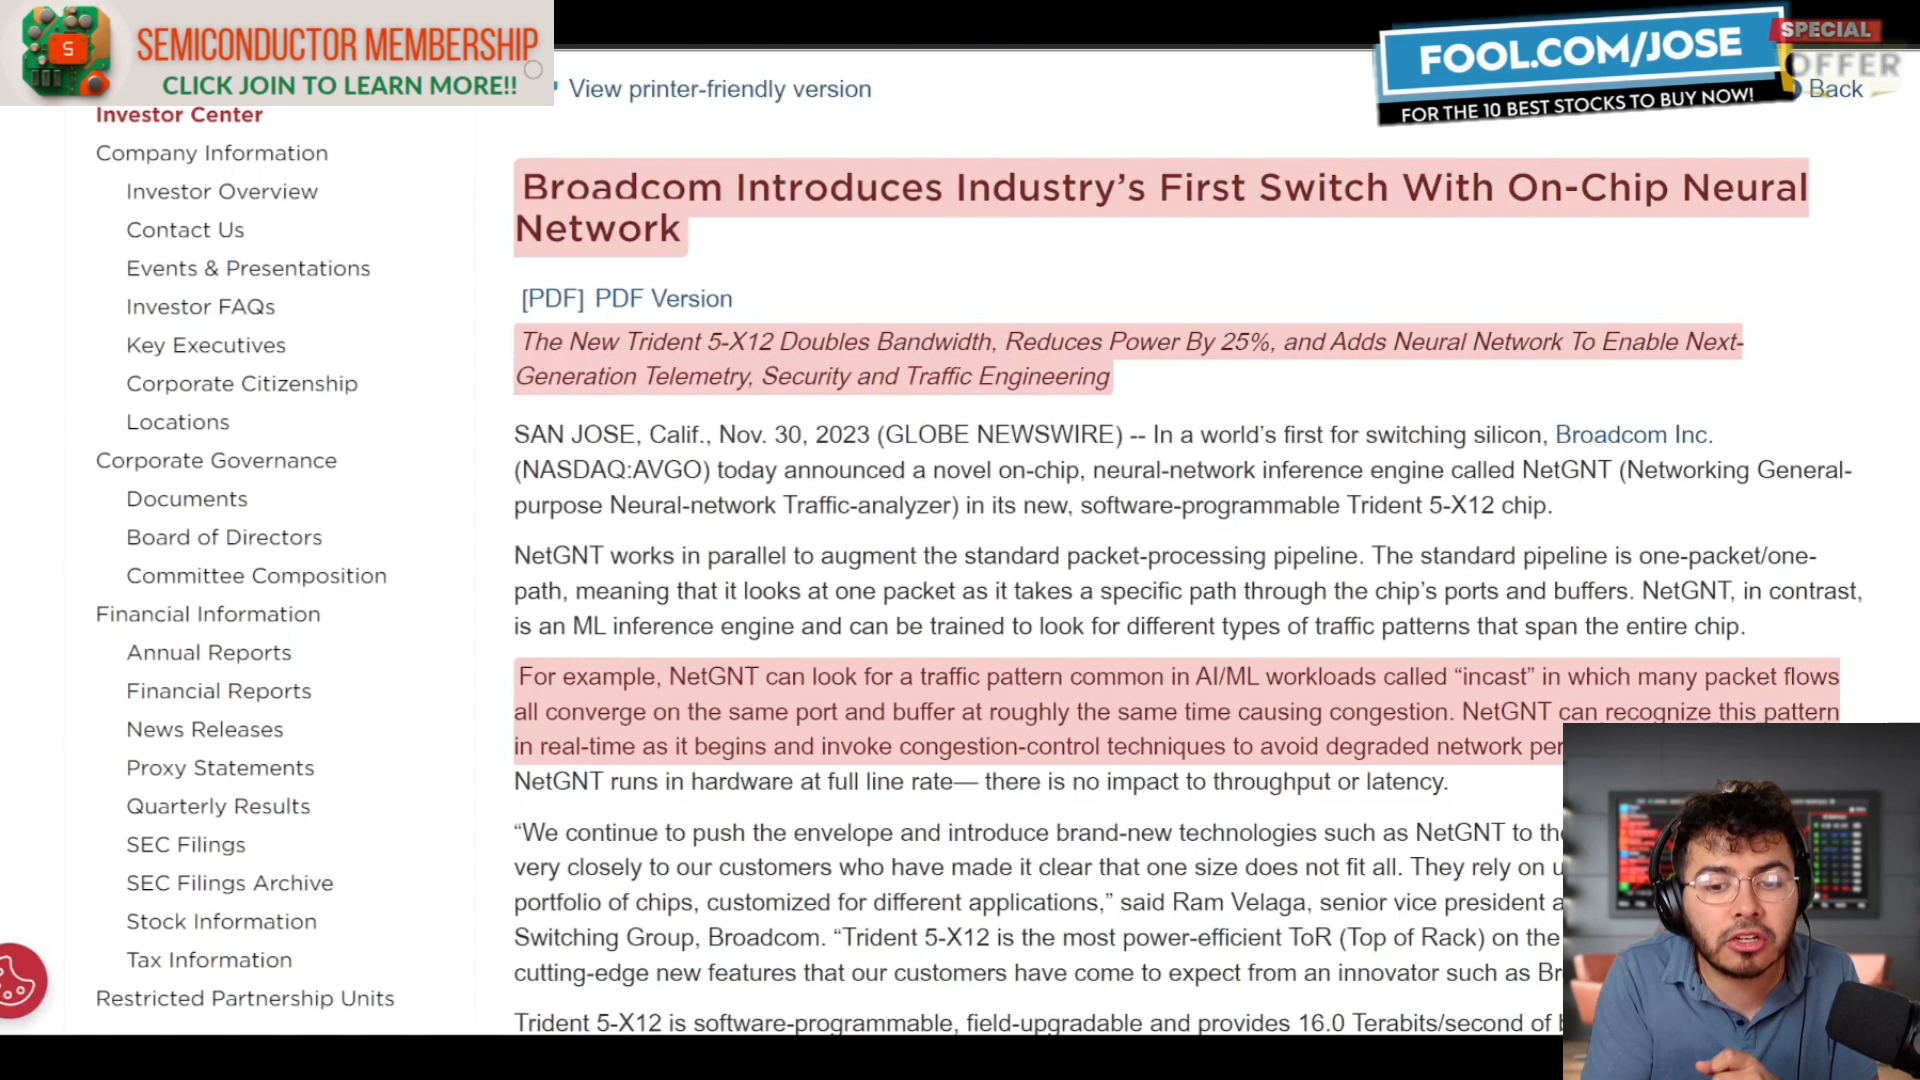 SEMICONDUCTOR MEMBERSHIP
CLICK JOIN TO LEARN MORE!!
View printer-friendly version
FOOL.COM/JOSE
SPECIAL
OFFER
FOR THE 10 BEST STOCKS TO BUY NOW!
Back
Investor Center
Company Information
Investor Overview
Contact Us
Events & Presentations
Investor FAQs
Key Executives
Corporate Citizenship
Locations
Corporate Governance
Documents
Board of Directors
Committee Composition
Financial Information
Annual Reports
Financial Reports
News Releases
Proxy Statements
Quarterly Results
SEC Filings
SEC Filings Archive
Stock Information
Tax Information
Restricted Partnership Units
Broadcom Introduces Industry’s First Switch With On-Chip Neural
Network
[PDF] PDF Version
The New Trident 5-X12 Doubles Bandwidth, Reduces Power By 25%, and Adds Neural Network To Enable Next-
Generation Telemetry, Security and Traffic Engineering
SAN JOSE, Calif., Nov. 30, 2023 (GLOBE NEWSWIRE) -- In a world’s first for switching silicon, Broadcom Inc.
(NASDAQ:AVGO) today announced a novel on-chip, neural-network inference engine called NetGNT (Networking General-
purpose Neural-network Traffic-analyzer) in its new, software-programmable Trident 5-X12 chip.
NetGNT works in parallel to augment the standard packet-processing pipeline. The standard pipeline is one-packet/one-
path, meaning that it looks at one packet as it takes a specific path through the chip’s ports and buffers. NetGNT, in contrast,
is an ML inference engine and can be trained to look for different types of traffic patterns that span the entire chip.
For example, NetGNT can look for a traffic pattern common in AI/ML workloads called “incast” in which many packet flows
all converge on the same port and buffer at roughly the same time causing congestion. NetGNT can recognize this pattern
in real-time as it begins and invoke congestion-control techniques to avoid degraded network per
NetGNT runs in hardware at full line rate— there is no impact to throughput or latency.
“We continue to push the envelope and introduce brand-new technologies such as NetGNT to th
very closely to our customers who have made it clear that one size does not fit all. They rely on u
portfolio of chips, customized for different applications,” said Ram Velaga, senior vice president a
Switching Group, Broadcom. “Trident 5-X12 is the most power-efficient ToR (Top of Rack) on the
cutting-edge new features that our customers have come to expect from an innovator such as Br
Trident 5-X12 is software-programmable, field-upgradable and provides 16.0 Terabits/second of